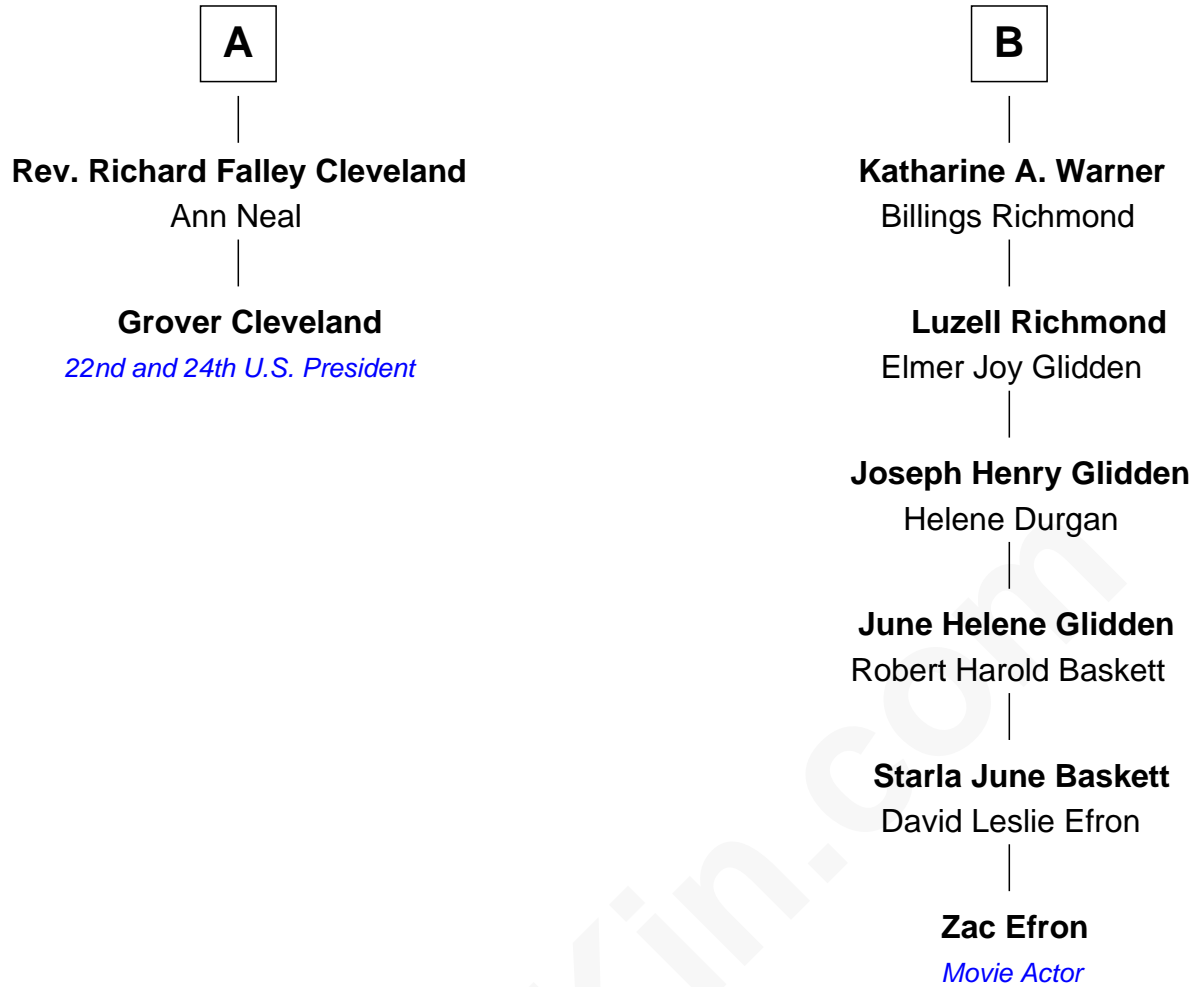 A
Rev. Richard Falley Cleveland
Ann Neal
Grover Cleveland
22nd and 24th U.S. President
B
Katharine A. Warner
Billings Richmond
Luzell Richmond
Elmer Joy Glidden
Joseph Henry Glidden
Helene Durgan
June Helene Glidden
Robert Harold Baskett
Starla June Baskett
David Leslie Efron
Zac Efron
Movie Actor
Kin.com